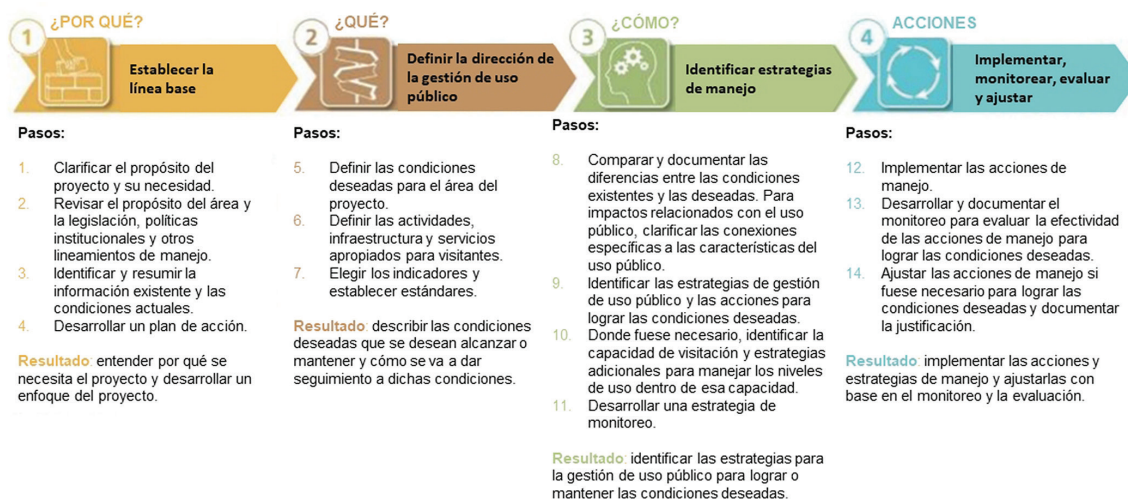 1
¿POR QUÉ?
Establecer la
línea base
Pasos:
1. Clarificar el propósito del
proyecto y su necesidad.
2. Revisar el propósito del área y
la legislación, políticas
institucionales y otros
lineamientos de manejo.
3. Identificar y resumir la
información existente y las
condiciones actuales.
4. Desarrollar un plan de acción.
Resultado: entender por qué se
necesita el proyecto y desarrollar un
enfoque del proyecto.
2
¿QUÉ?
Definir la dirección de
la gestión de uso
público
Pasos:
5. Definir las condiciones
deseadas para el área del
proyecto.
6. Definir las actividades,
infraestructura y servicios
apropiados para visitantes.
7. Elegir los indicadores y
establecer estándares.
Resultado: describir las condiciones
deseadas que se desean alcanzar o
mantener y cómo se va a dar
seguimiento a dichas condiciones.
3
¿CÓMO?
Identificar estrategias
de manejo
Pasos:
8. Comparar y documentar las
diferencias entre las condiciones
existentes y las deseadas. Para
impactos relacionados con el uso
público, clarificar las conexiones
específicas a las características del
uso público.
9. Identificar las estrategias de gestión
de uso público y las acciones para
lograr las condiciones deseadas.
10. Donde fuese necesario, identificar la
capacidad de visitación y estrategias
adicionales para manejar los niveles
de uso dentro de esa capacidad.
11. Desarrollar una estrategia de
monitoreo.
Resultado: identificar las estrategias para
la gestión de uso público para lograr o
mantener las condiciones deseadas.
4
ACCIONES
Implementar,
monitorear, evaluar
y ajustar
Pasos:
12. Implementar las acciones de
manejo.
13. Desarrollar y documentar el
monitoreo para evaluar la efectividad
de las acciones de manejo para
lograr las condiciones deseadas.
14. Ajustar las acciones de manejo si
fuese necesario para lograr las
condiciones deseadas y documentar
la justificación.
Resultado: implementar las acciones y
estrategias de manejo y ajustarlas con
base en el monitoreo y la evaluación.